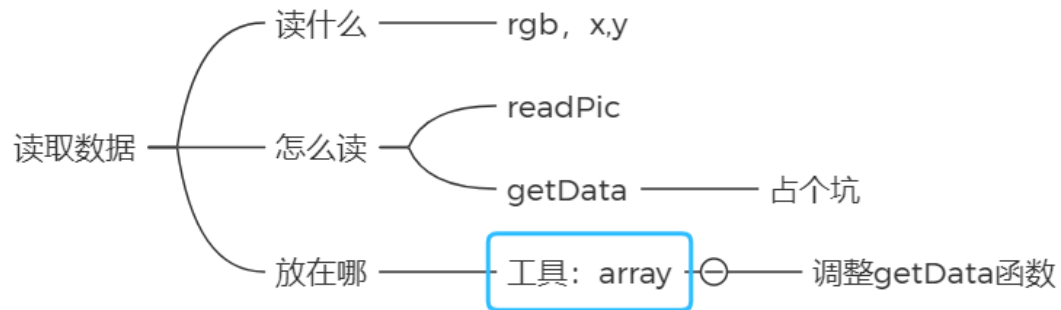 读什么
rgb，x,y
readPic
读取数据
怎么读
getData
占个坑
放在哪
工具：array
调整getData函数